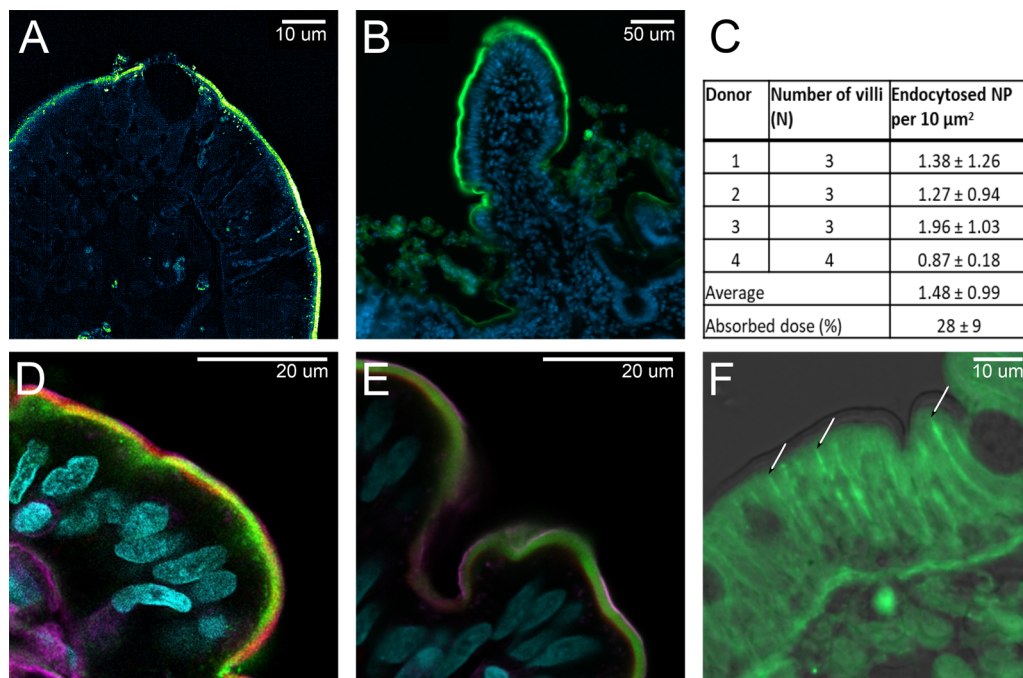 A
10 um
B
50 um
C
Donor Number of villi (N) Endocytosed NP per 10 µm²
1 3 1.38 ± 1.26
2 3 1.27 ± 0.94
3 3 1.96 ± 1.03
4 4 0.87 ± 0.18
Average 1.48 ± 0.99
Absorbed dose (%) 28 ± 9
D
20 um
E
20 um
F
10 um